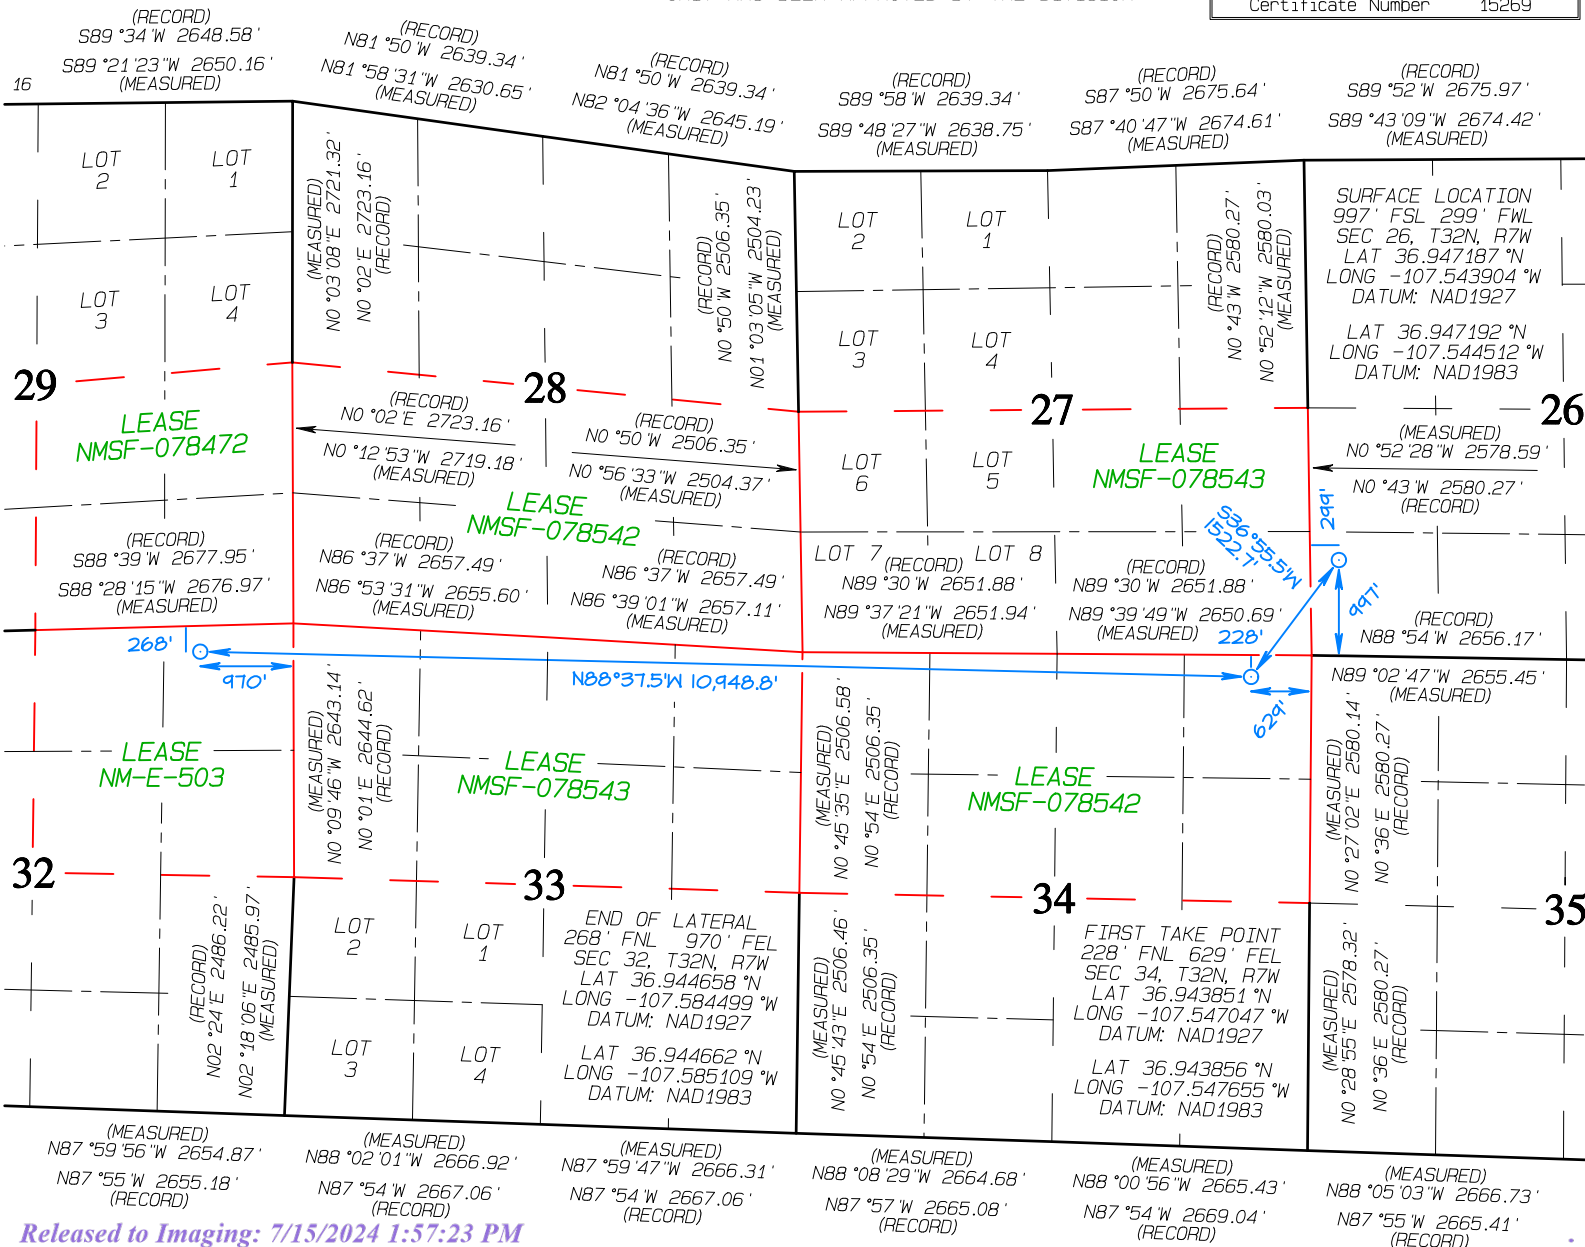 Certificate Number 15269
(RECORD)
S89°34'W 2648.58'
S89°21'23"W 2650.16'
(MEASURED)
(RECORD)
N81°50'W 2639.34'
N81°58'31"W 2630.65'
(MEASURED)
(RECORD)
N81°50'W 2639.34'
N82°04'36"W 2645.19'
(MEASURED)
(RECORD)
S89°58'W 2639.34'
S89°48'27"W 2638.75'
(MEASURED)
(RECORD)
S87°50'W 2675.64'
S87°40'47"W 2674.61'
(MEASURED)
(RECORD)
S89°52'W 2675.97'
S89°43'09"W 2674.42'
(MEASURED)
16
LOT
2
LOT
1
LOT
3
LOT
4
(MEASURED)
N0°03'08"E 2721.32'
N0°02'E 2723.16'
(RECORD)
(RECORD)
N0°50'W 2506.35'
N01°03'05"W 2504.23'
(MEASURED)
LOT
2
LOT
1
LOT
3
LOT
4
(RECORD)
N0°43'W 2580.27'
N0°52'12"W 2580.03'
(MEASURED)
SURFACE LOCATION
997' FSL 299' FWL
SEC 26, T32N, R7W
LAT 36.947187°N
LONG -107.543904°W
DATUM: NAD1927
LAT 36.947192°N
LONG -107.544512°W
DATUM: NAD1983
29
28
27
26
LEASE
NMSF-078472
(RECORD)
N0°02'E 2723.16'
N0°12'53"W 2719.18'
(MEASURED)
(RECORD)
N0°50'W 2506.35'
N0°56'33"W 2504.37'
(MEASURED)
LEASE
NMSF-078542
LOT
6
LOT
5
LEASE
NMSF-078543
(MEASURED)
N0°52'28"W 2578.59'
N0°43'W 2580.27'
(RECORD)
299'
S36°55.5'W
1522.7'
997'
(RECORD)
S88°39'W 2677.95'
S88°28'15"W 2676.97'
(MEASURED)
(RECORD)
N86°37'W 2657.49'
N86°53'31"W 2655.60'
(MEASURED)
(RECORD)
N86°37'W 2657.49'
N86°39'01"W 2657.11'
(MEASURED)
LOT 7
LOT 8
(RECORD)
N89°30'W 2651.88'
N89°37'21"W 2651.94'
(MEASURED)
(RECORD)
N89°30'W 2651.88'
N89°39'49"W 2650.69'
(MEASURED)
(RECORD)
N88°54'W 2656.17'
N89°02'47"W 2655.45'
(MEASURED)
268'
970'
N88°37.5'W 10,948.8'
228'
629'
LEASE
NM-E-503
(MEASURED)
N0°09'46"W 2643.14'
N0°01'E 2644.62'
(RECORD)
LEASE
NMSF-078543
(MEASURED)
N0°45'35"E 2506.58'
N0°54'E 2506.35'
(RECORD)
LEASE
NMSF-078542
(MEASURED)
N0°27'02"E 2580.14'
N0°36'E 2580.27'
(RECORD)
32
33
34
35
(RECORD)
N02°24'E 2486.22'
N02°18'06"E 2485.97'
(MEASURED)
LOT
2
LOT
1
LOT
3
LOT
4
END OF LATERAL
268' FNL 970' FEL
SEC 32, T32N, R7W
LAT 36.944658°N
LONG -107.584499°W
DATUM: NAD1927
LAT 36.944662°N
LONG -107.585109°W
DATUM: NAD1983
(MEASURED)
N0°45'43"E 2506.46'
N0°54'E 2506.35'
(RECORD)
FIRST TAKE POINT
228' FNL 629' FEL
SEC 34, T32N, R7W
LAT 36.943851°N
LONG -107.547047°W
DATUM: NAD1927
LAT 36.943856°N
LONG -107.547655°W
DATUM: NAD1983
(MEASURED)
N0°28'55"E 2578.32'
N0°36'E 2580.27'
(RECORD)
(MEASURED)
N87°59'56"W 2654.87'
N87°55'W 2655.18'
(RECORD)
(MEASURED)
N88°02'01"W 2666.92'
N87°54'W 2667.06'
(RECORD)
(MEASURED)
N87°59'47"W 2666.31'
N87°54'W 2667.06'
(RECORD)
(MEASURED)
N88°08'29"W 2664.68'
N87°57'W 2665.08'
(RECORD)
(MEASURED)
N88°00'56"W 2665.43'
N87°54'W 2669.04'
(RECORD)
(MEASURED)
N88°05'03"W 2666.73'
N87°55'W 2665.41'
(RECORD)
Released to Imaging: 7/15/2024 1:57:23 PM